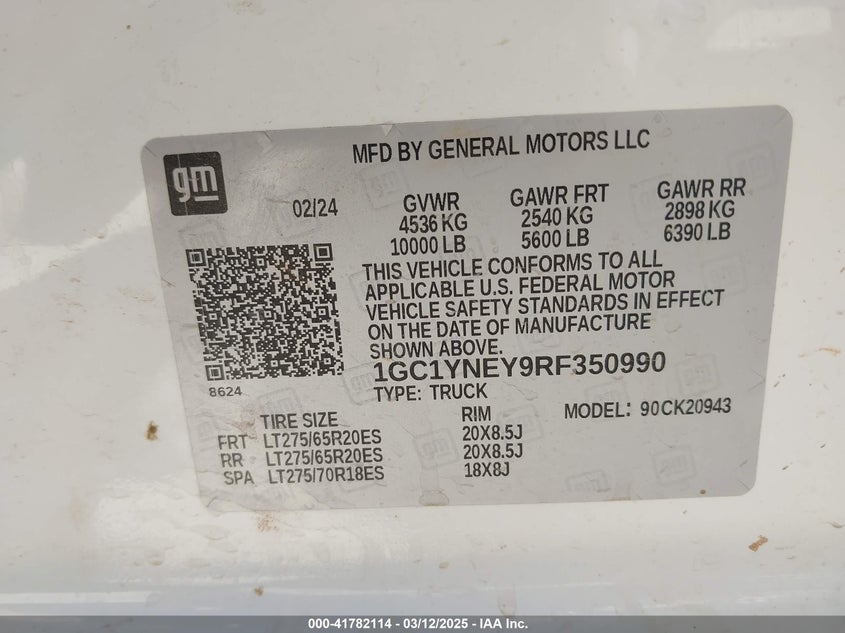 gm
MFD BY GENERAL MOTORS LLC
02/24
GVWR GAWR FRT GAWR RR
4536 KG 2540 KG 2898 KG
10000 LB 5600 LB 6390 LB
THIS VEHICLE CONFORMS TO ALL
APPLICABLE U.S. FEDERAL MOTOR
VEHICLE SAFETY STANDARDS IN EFFECT
ON THE DATE OF MANUFACTURE
SHOWN ABOVE.
8624
1GC1YNEY9RF350990
TYPE: TRUCK
MODEL: 90CK20943
TIRE SIZE RIM
FRT LT275/65R20ES 20X8.5J
RR LT275/65R20ES 20X8.5J
SPA LT275/70R18ES 18X8J
000-41782114 - 03/12/2025 - © IAA, Inc.